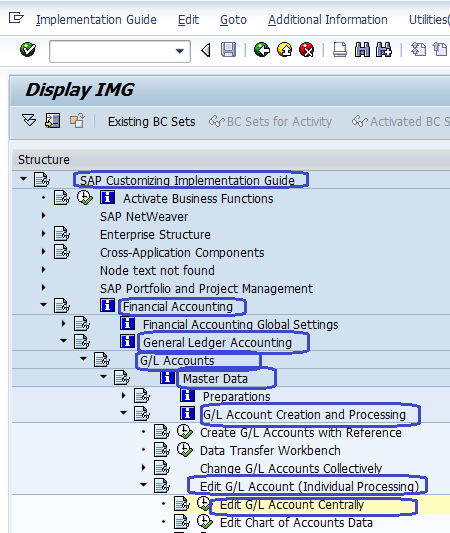 Implementation Guide Edit Goto Additional Information Utilities(
Display IMG
Existing BC Sets BC Sets for Activity Activated BC S
Structure
SAP Customizing Implementation Guide
Activate Business Functions
SAP NetWeaver
Enterprise Structure
Cross-Application Components
Node text not found
SAP Portfolio and Project Management
Financial Accounting
Financial Accounting Global Settings
General Ledger Accounting
G/L Accounts
Master Data
Preparations
G/L Account Creation and Processing
Create G/L Accounts with Reference
Data Transfer Workbench
Change G/L Accounts Collectively
Edit G/L Account (Individual Processing)
Edit G/L Account Centrally
Edit Chart of Accounts Data